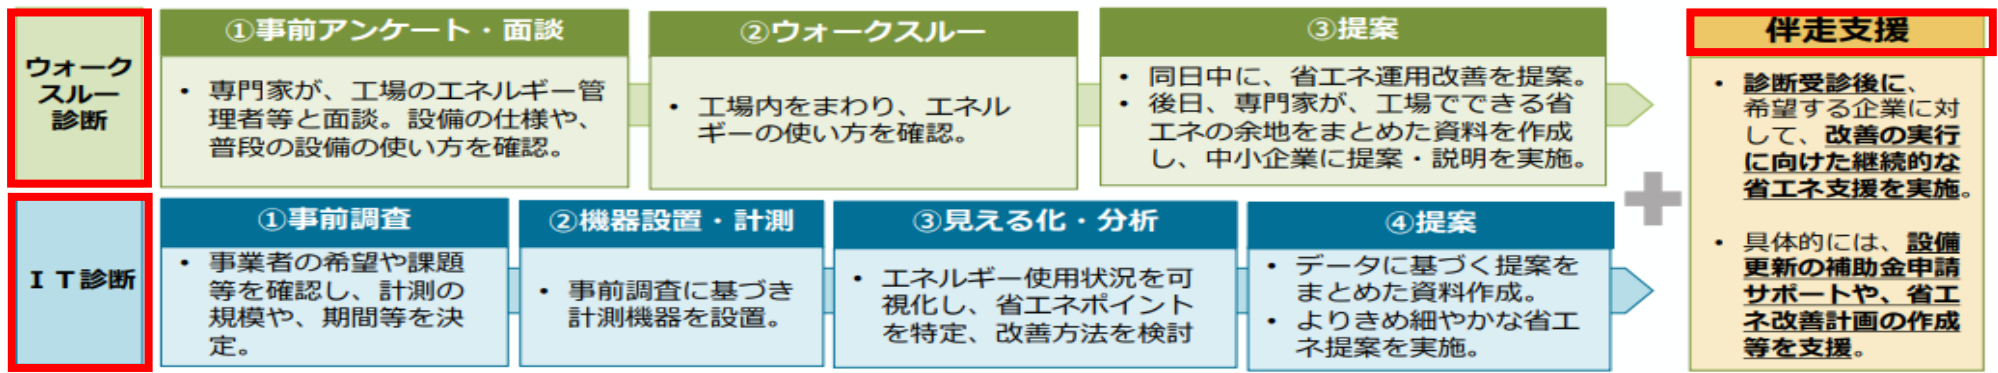 ウォーク
スルー
診断
①事前アンケート・面談
• 専門家が、工場のエネルギー管
理者等と面談。設備の仕様や、
普段の設備の使い方を確認。
②ウォークスルー
• 工場内をまわり、エネル
ギーの使い方を確認。
③提案
• 同日中に、省エネ運用改善を提案。
• 後日、専門家が、工場でできる省
エネの余地をまとめた資料を作成
し、中小企業に提案・説明を実施。
ＩＴ診断
①事前調査
• 事業者の希望や課題
等を確認し、計測の
規模や、期間等を決
定。
②機器設置・計測
• 事前調査に基づき
計測機器を設置。
③見える化・分析
• エネルギー使用状況を可
視化し、省エネポイント
を特定、改善方法を検討
④提案
• データに基づく提案を
まとめた資料作成。
• よりきめ細やかな省エ
ネ提案を実施。
伴走支援
• 診断受診後に、
希望する企業に対
して、改善の実行
に向けた継続的な
省エネ支援を実施。
• 具体的には、設備
更新の補助金申請
サポートや、省エ
ネ改善計画の作成
等を支援。